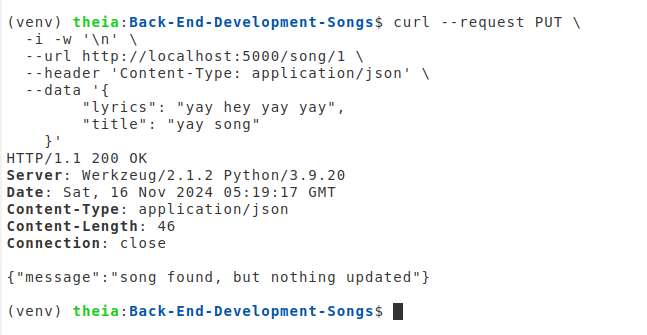 (venv) theia:Back-End-Development-Songs$ curl --request PUT \
  -i -w '\n' \
  --url http://localhost:5000/song/1 \
  --header 'Content-Type: application/json' \
  --data '{
        "lyrics": "yay hey yay yay",
        "title": "yay song"
    }'
HTTP/1.1 200 OK
Server: Werkzeug/2.1.2 Python/3.9.20
Date: Sat, 16 Nov 2024 05:19:17 GMT
Content-Type: application/json
Content-Length: 46
Connection: close

{"message":"song found, but nothing updated"}

(venv) theia:Back-End-Development-Songs$